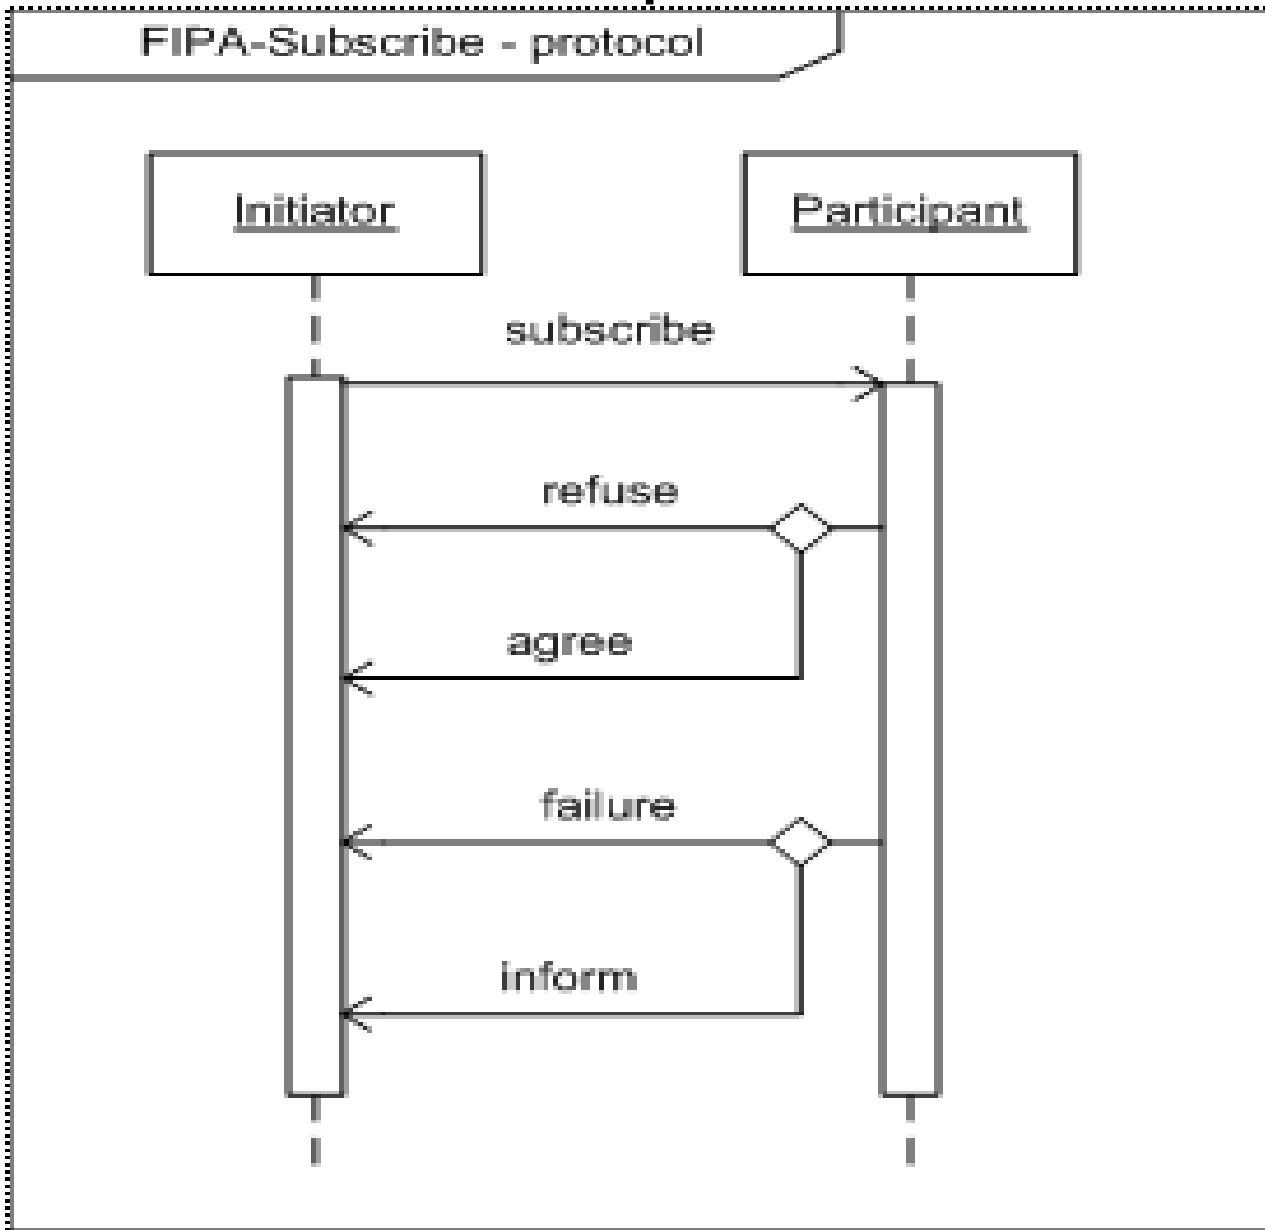 FIPA-Subscribe - protocol
Initiator
Participant
subscribe
refuse
agree
failure
inform